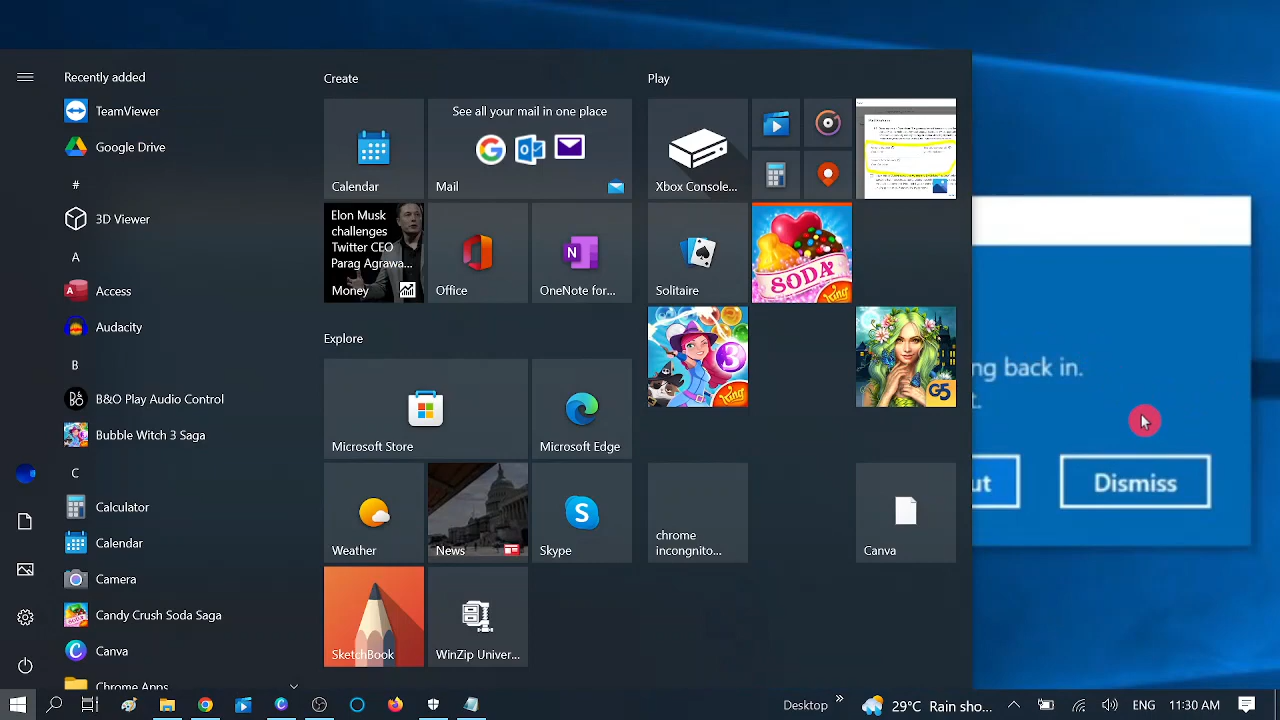 Recently added
TeamViewer
Google Drive
#
3D Viewer
A
Access
Audacity
B
B&O Play Audio Control
Bubble Witch 3 Saga
C
Calculator
Calendar
Camera
Candy Crush Soda Saga
Canva
Chrome Apps
Create
Calendar
See all your mail in one place
Mail
Elon Musk
challenges
Twitter CEO
Parag Agrawa...
Money
Office
OneNote for...
Explore
Microsoft Store
Microsoft Edge
Weather
News
Skype
SketchBook
WinZip Univer...
Play
Console...
Solitaire
SODA
King
3
King
G5
chrome
incognito...
Canva
ng back in.
t.
ut
Dismiss
Desktop
29°C Rain sho...
ENG
11:30 AM